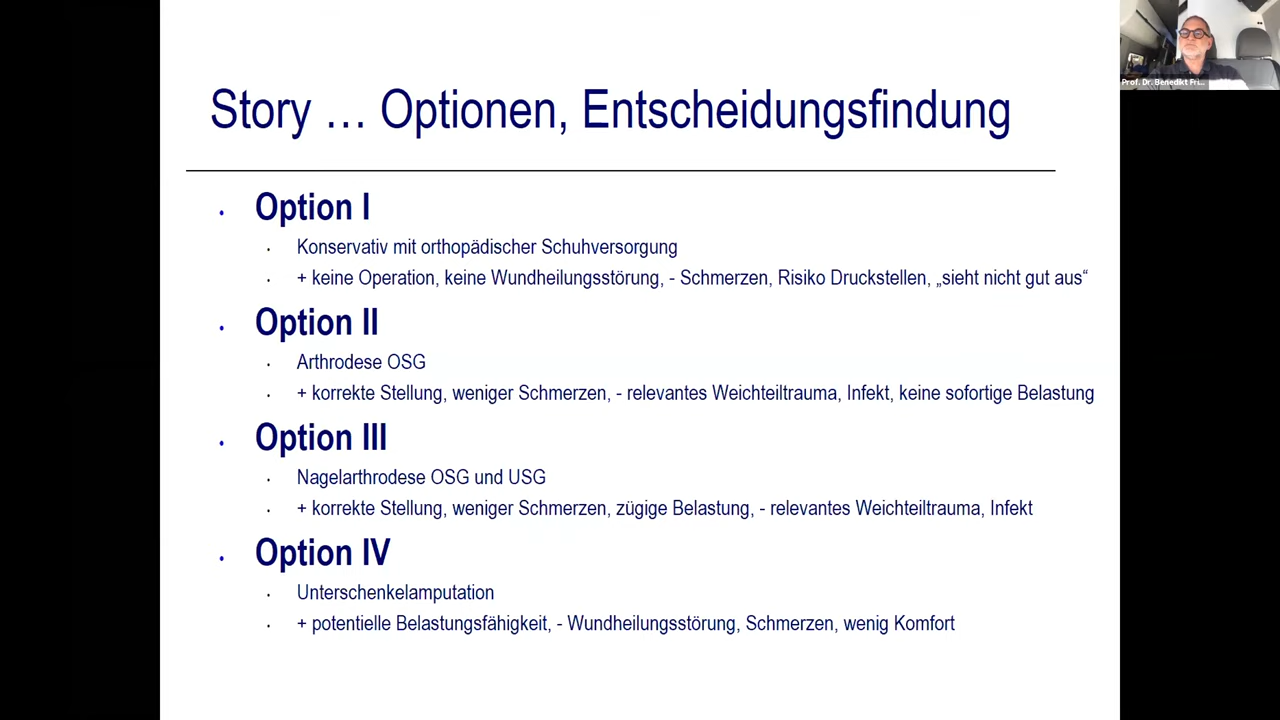 Prof. Dr. Benedikt Fri...
Story … Optionen, Entscheidungsfindung
• Option I
• Konservativ mit orthopädischer Schuhversorgung
• + keine Operation, keine Wundheilungsstörung, - Schmerzen, Risiko Druckstellen, „sieht nicht gut aus“
• Option II
• Arthrodese OSG
• + korrekte Stellung, weniger Schmerzen, - relevantes Weichteiltrauma, Infekt, keine sofortige Belastung
• Option III
• Nagelarthrodese OSG und USG
• + korrekte Stellung, weniger Schmerzen, zügige Belastung, - relevantes Weichteiltrauma, Infekt
• Option IV
• Unterschenkelamputation
• + potentielle Belastungsfähigkeit, - Wundheilungsstörung, Schmerzen, wenig Komfort